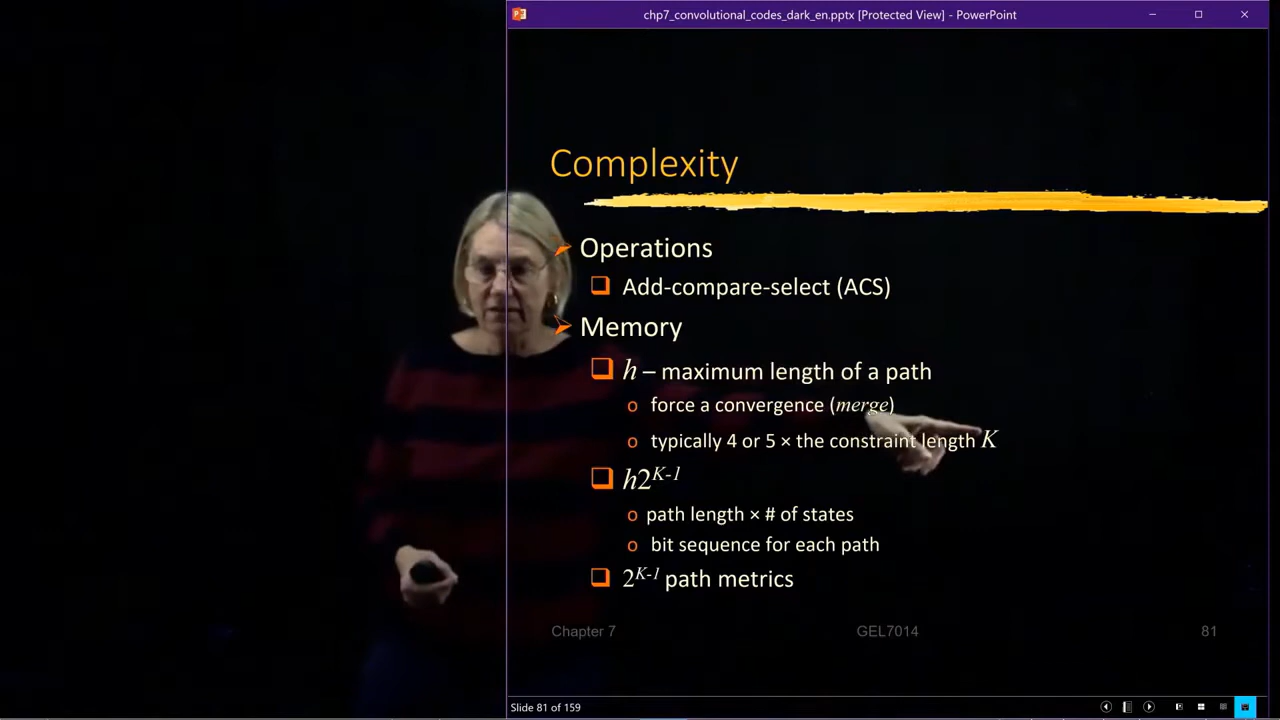 chp7_convolutional_codes_dark_en.pptx [Protected View] - PowerPoint
Complexity
Operations
Add-compare-select (ACS)
Memory
h – maximum length of a path
force a convergence (merge)
typically 4 or 5 × the constraint length K
h2^{K-1}
path length × # of states
bit sequence for each path
2^{K-1} path metrics
Chapter 7 GEL7014 81
Slide 81 of 159